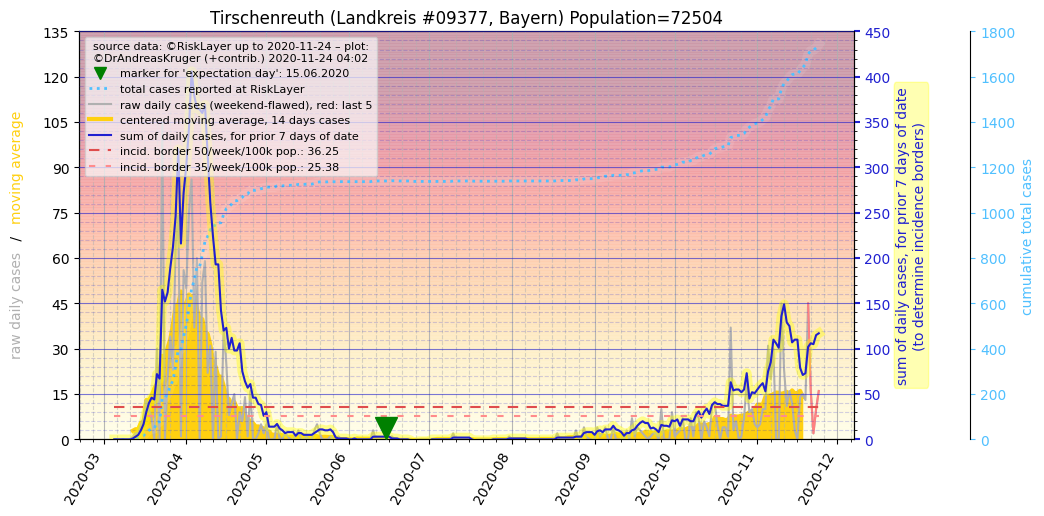 Tirschenreuth (Landkreis #09377, Bayern) Population=72504
source data: ©RiskLayer up to 2020-11-24 – plot:
©DrAndreasKruger (+contrib.) 2020-11-24 04:02
marker for 'expectation day': 15.06.2020
total cases reported at RiskLayer
raw daily cases (weekend-flawed), red: last 5
centered moving average, 14 days cases
sum of daily cases, for prior 7 days of date
incid. border 50/week/100k pop.: 36.25
incid. border 35/week/100k pop.: 25.38
raw daily cases / moving average
135
120
105
90
75
60
45
30
15
0
2020-03
2020-04
2020-05
2020-06
2020-07
2020-08
2020-09
2020-10
2020-11
2020-12
450
400
350
300
250
200
150
100
50
0
sum of daily cases, for prior 7 days of date
(to determine incidence borders)
1800
1600
1400
1200
1000
800
600
400
200
0
cumulative total cases